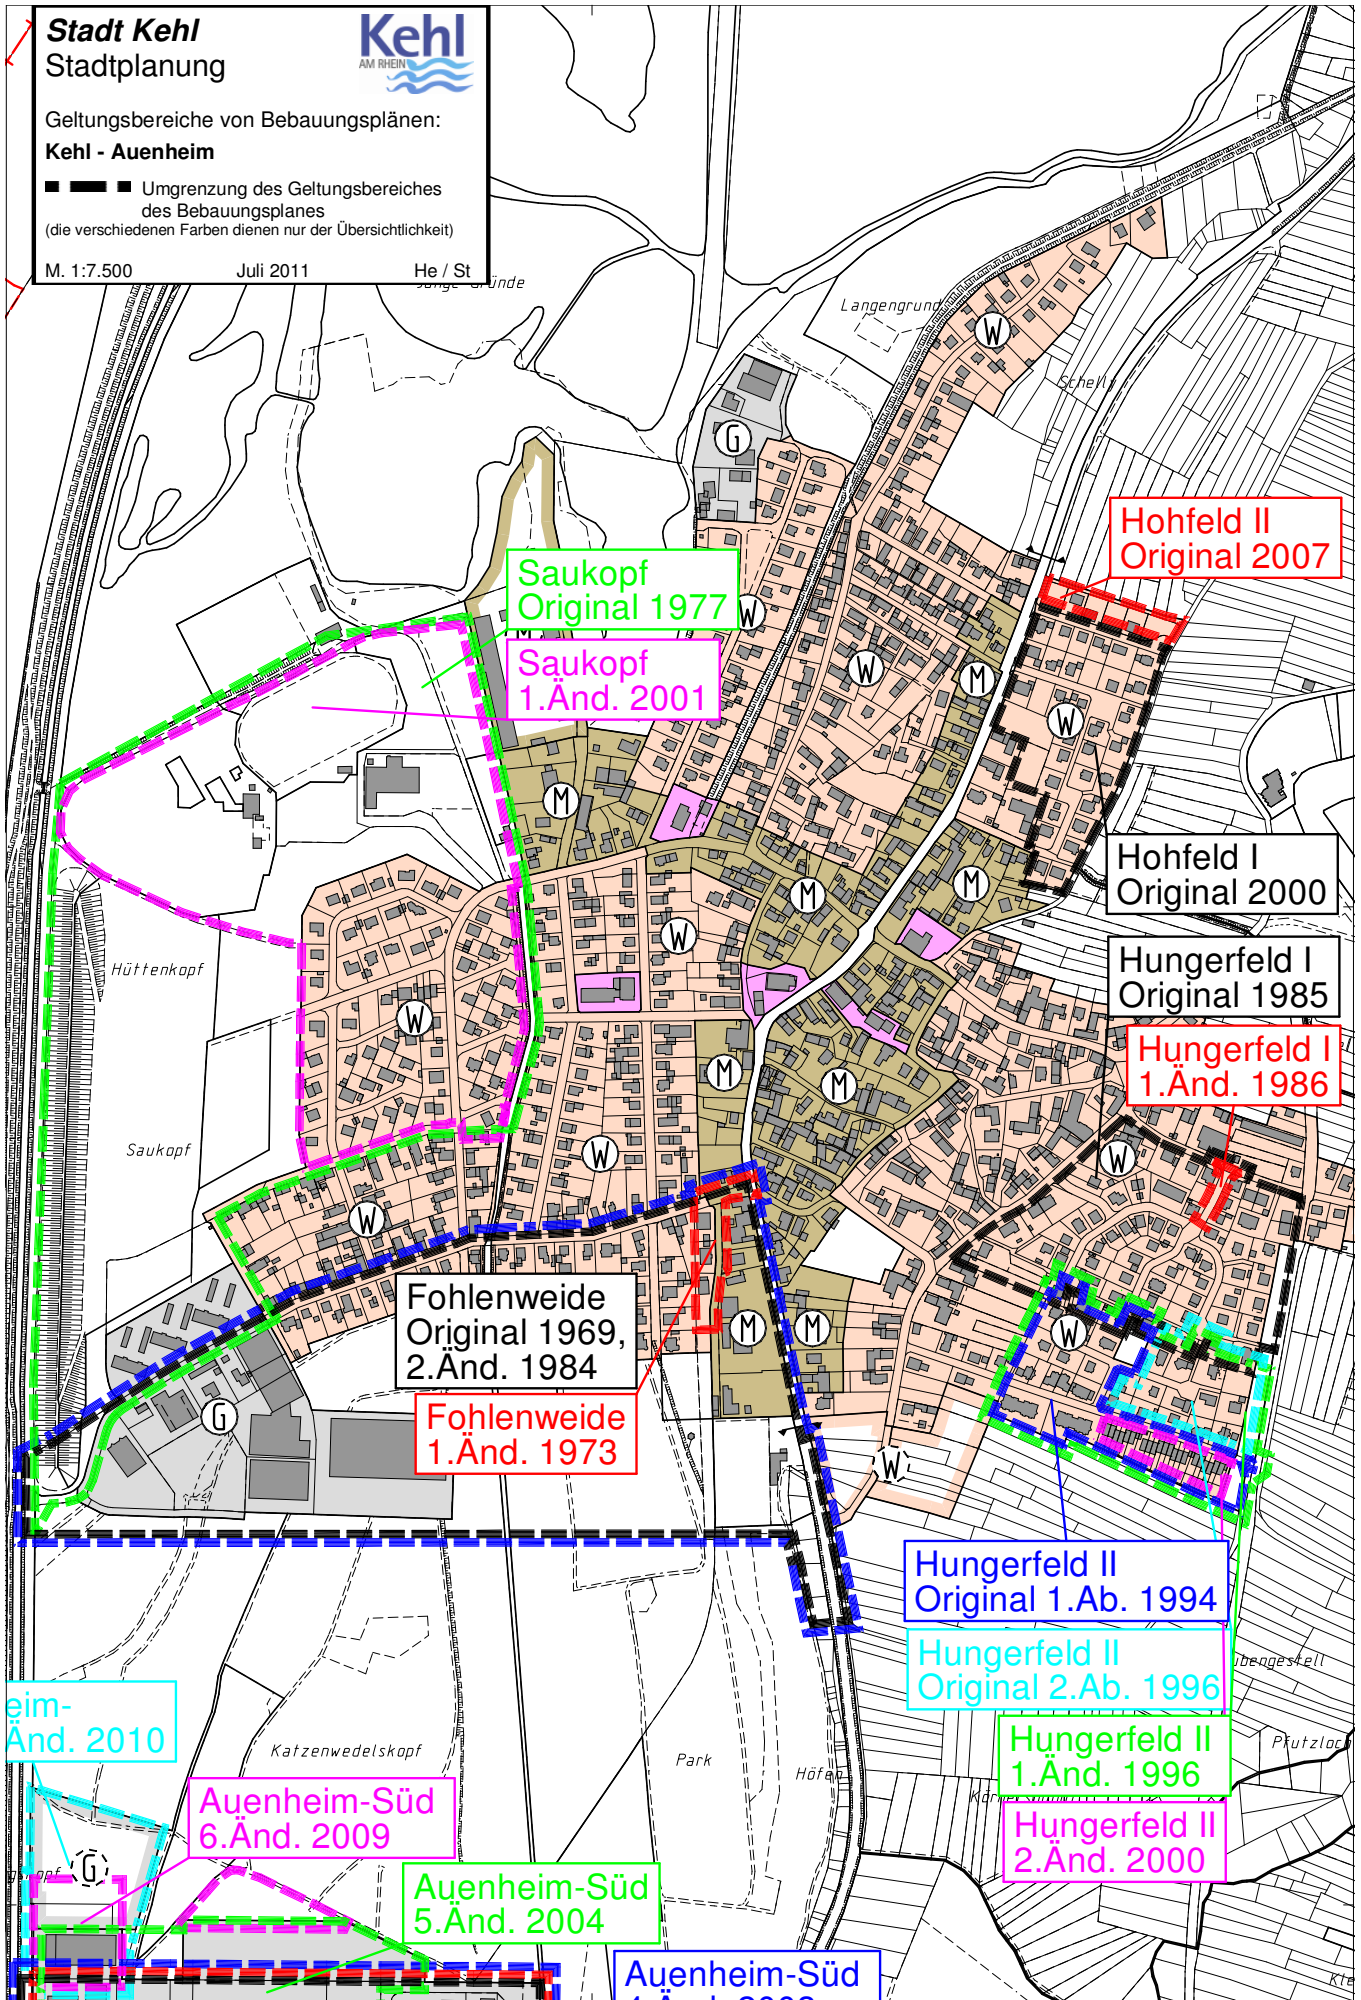 Stadt Kehl
Stadtplanung
Kehl
AM RHEIN
Geltungsbereiche von Bebauungsplänen:
Kehl - Auenheim
Umgrenzung des Geltungsbereiches
des Bebauungsplanes
(die verschiedenen Farben dienen nur der Übersichtlichkeit)
M. 1:7.500 Juli 2011 He / St
Langengrund
W
Schelly
G
Hohfeld II
Original 2007
Saukopf
Original 1977
W
M
Saukopf
1.Änd. 2001
W
M
W
M
Hohfeld I
Original 2000
M
M
W
Hungerfeld I
Original 1985
Hüttenkopf
W
Hungerfeld I
1.Änd. 1986
M
M
Saukopf
W
W
W
Fohlenweide
Original 1969,
2.Änd. 1984
M
M
W
Fohlenweide
1.Änd. 1973
G
W
Hungerfeld II
Original 1.Ab. 1994
Hungerfeld II
Original 2.Ab. 1996
eim-
Änd. 2010
Hungerfeld II
1.Änd. 1996
Katzenwedelskopf
Park
Höfen
Pfutzloch
Auenheim-Süd
6.Änd. 2009
Hungerfeld II
2.Änd. 2000
G
Auenheim-Süd
5.Änd. 2004
Auenheim-Süd